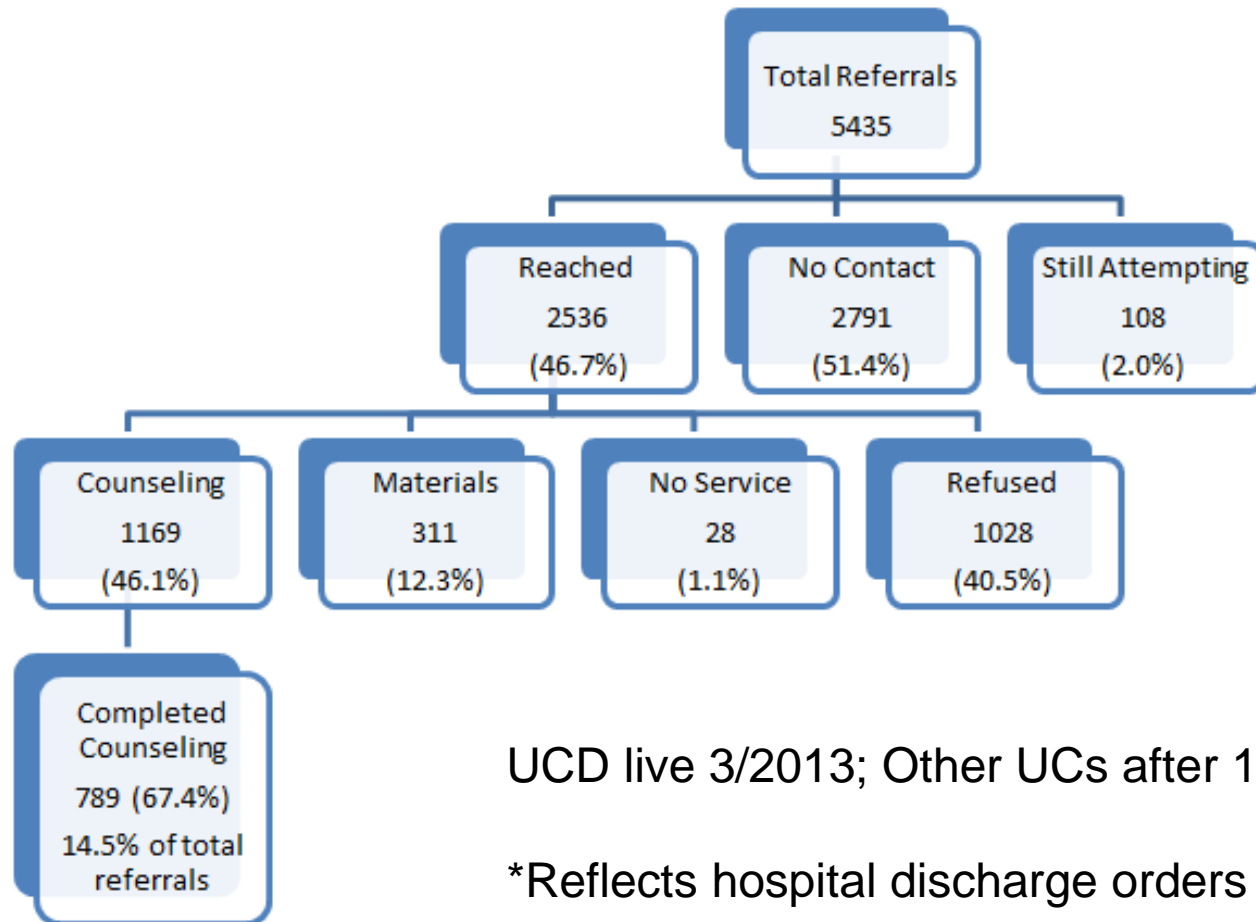 Total Referrals
5435
Reached
2536
(46.7%)
No Contact
2791
(51.4%)
Still Attempting
108
(2.0%)
Counseling
1169
(46.1%)
Materials
311
(12.3%)
No Service
28
(1.1%)
Refused
1028
(40.5%)
Completed
Counseling
789 (67.4%)
14.5% of total
referrals
UCD live 3/2013; Other UCs after 1
*Reflects hospital discharge orders